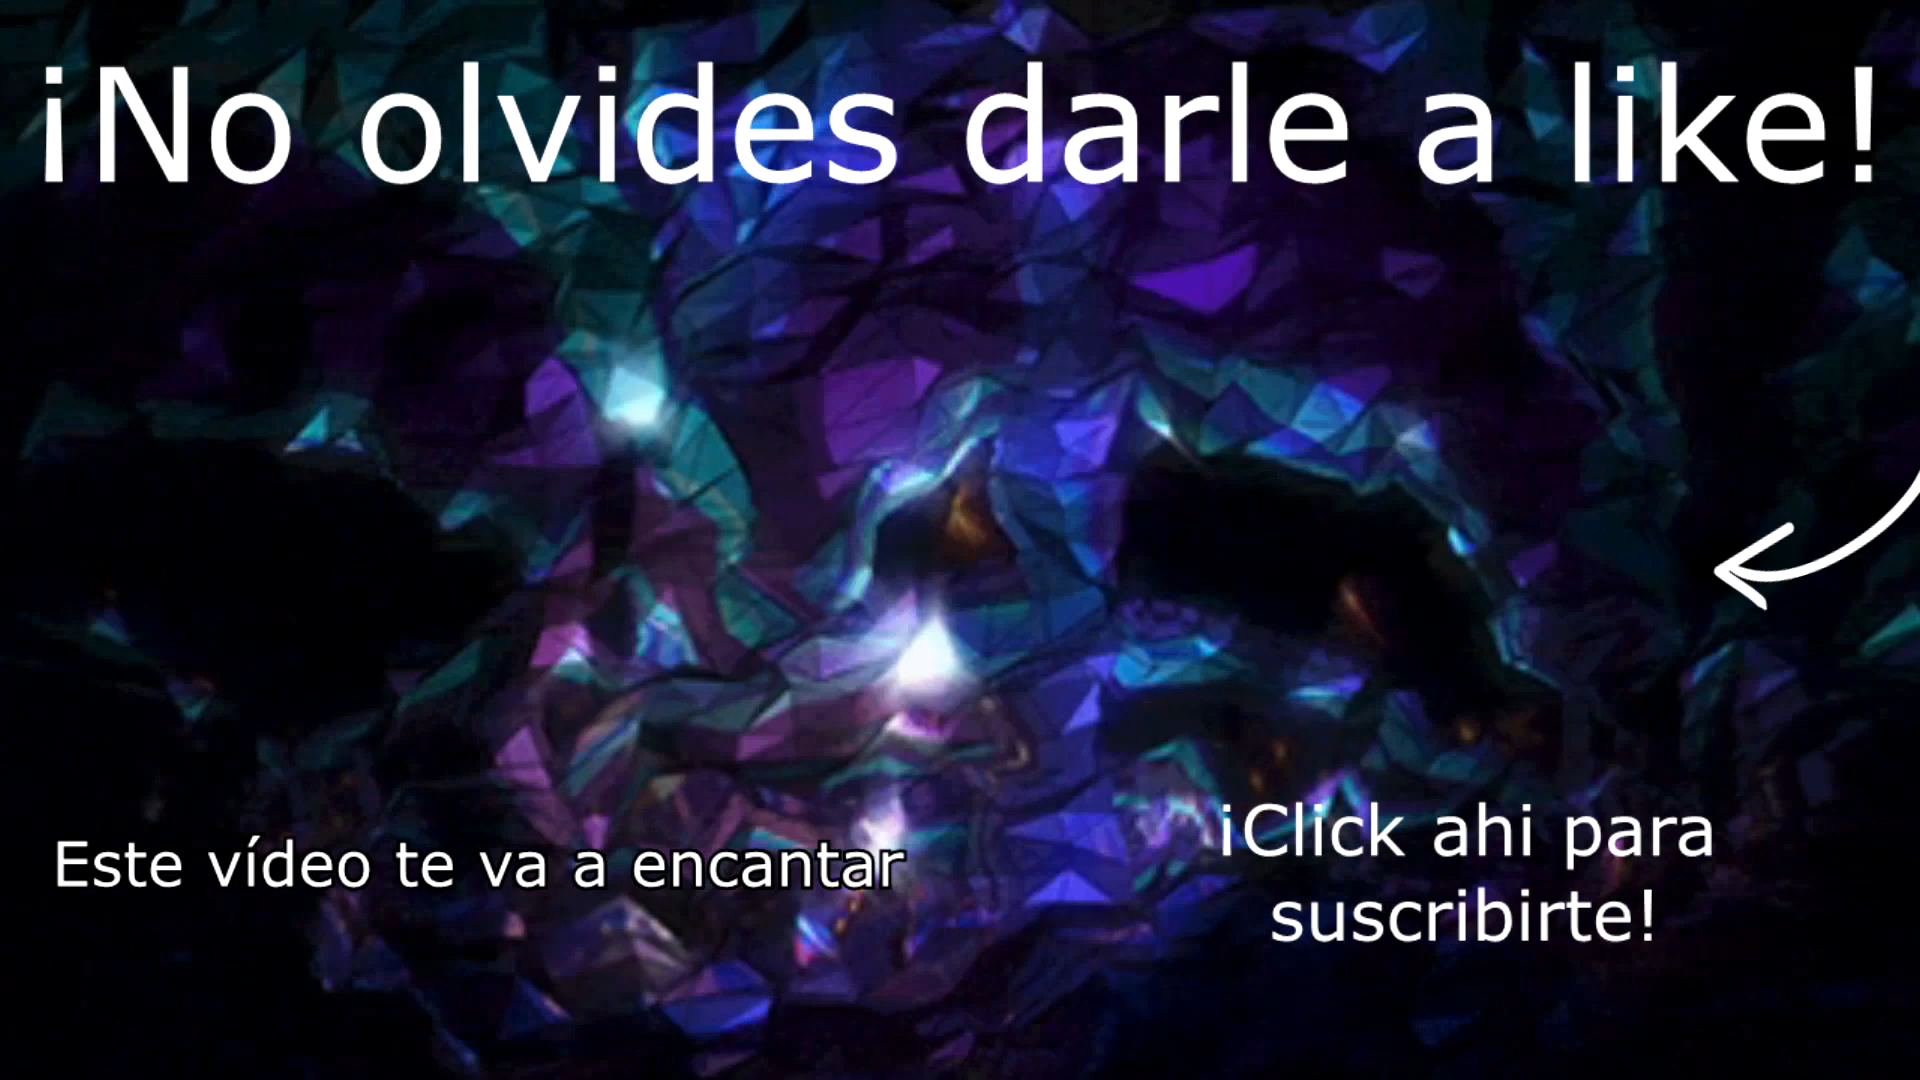 ¡No olvides darle a like!
Este vídeo te va a encantar
¡Click ahi para
suscribirte!